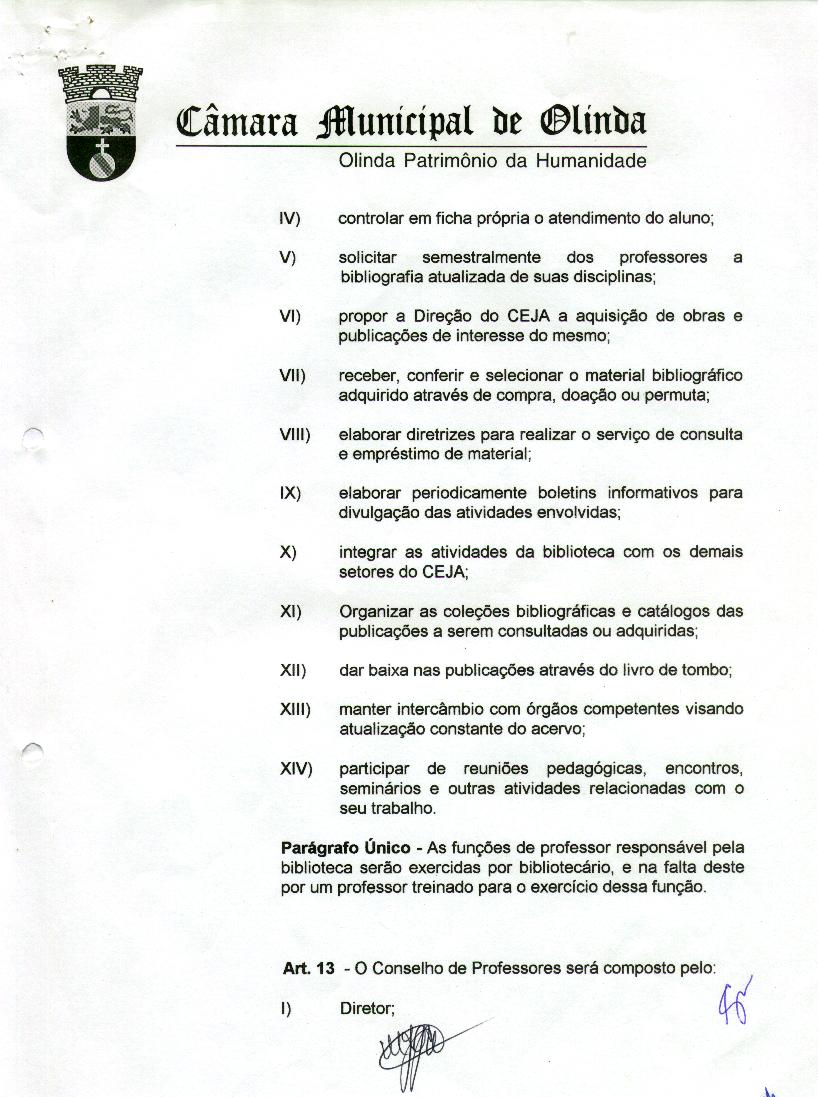 Câmara Municipal de Olinda
Olinda Patrimônio da Humanidade
IV) controlar em ficha própria o atendimento do aluno;
V) solicitar semestralmente dos professores a
bibliografia atualizada de suas disciplinas;
VI) propor a Direção do CEJA a aquisição de obras e
publicações de interesse do mesmo;
VII) receber, conferir e selecionar o material bibliográfico
adquirido através de compra, doação ou permuta;
VIII) elaborar diretrizes para realizar o serviço de consulta
e empréstimo de material;
IX) elaborar periodicamente boletins informativos para
divulgação das atividades envolvidas;
X) integrar as atividades da biblioteca com os demais
setores do CEJA;
XI) Organizar as coleções bibliográficas e catálogos das
publicações a serem consultadas ou adquiridas;
XII) dar baixa nas publicações através do livro de tombo;
XIII) manter intercâmbio com órgãos competentes visando
atualização constante do acervo;
XIV) participar de reuniões pedagógicas, encontros,
seminários e outras atividades relacionadas com o
seu trabalho.
Parágrafo Único - As funções de professor responsável pela
biblioteca serão exercidas por bibliotecário, e na falta deste
por um professor treinado para o exercício dessa função.
Art. 13 - O Conselho de Professores será composto pelo:
I) Diretor;